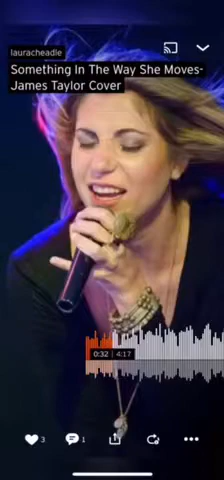 lauracheadle
Something In The Way She Moves-
James Taylor Cover
0:32 | 4:17
3
1